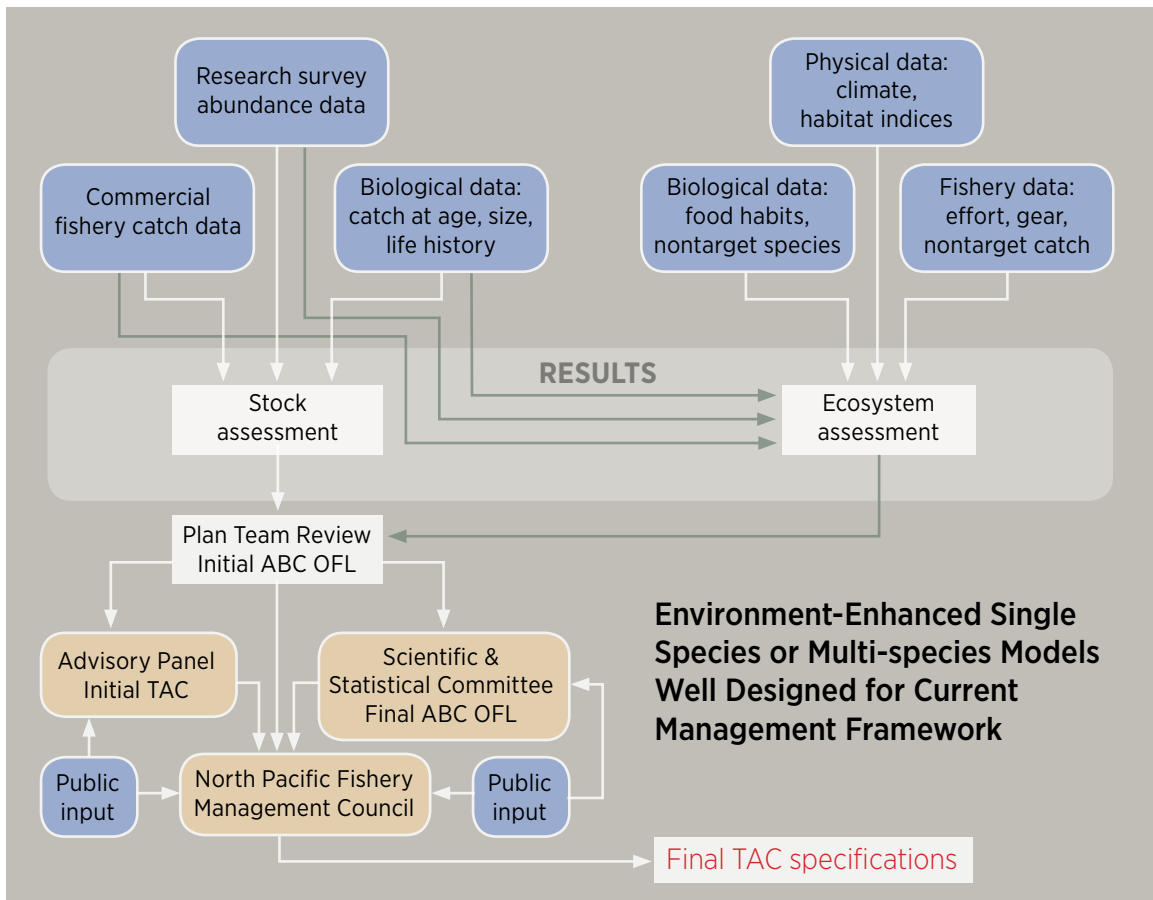 Research survey
abundance data
Physical data:
climate,
habitat indices
Commercial
fishery catch data
Biological data:
catch at age, size,
life history
Biological data:
food habits,
nontarget species
Fishery data:
effort, gear,
nontarget catch
RESULTS
Stock
assessment
Ecosystem
assessment
Plan Team Review
Initial ABC OFL
Advisory Panel
Initial TAC
Scientific &
Statistical Committee
Final ABC OFL
Environment-Enhanced Single
Species or Multi-species Models
Well Designed for Current
Management Framework
Public
input
North Pacific Fishery
Management Council
Public
input
Final TAC specifications